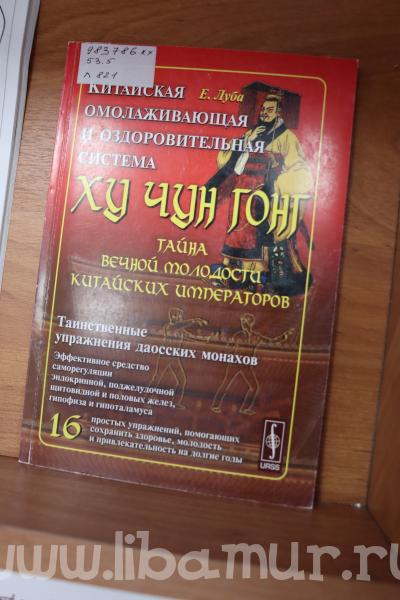 983786 кх
53.5
Л 821
КИТАЙСКАЯ Е. Луба
ОМОЛАЖИВАЮЩАЯ
И ОЗДОРОВИТЕЛЬНАЯ
СИСТЕМА
ХУ ЧУН ГОНГ
ТАЙНА
ВЕЧНОЙ МОЛОДОСТИ
КИТАЙСКИХ ИМПЕРАТОРОВ
Таинственные
упражнения даосских монахов
Эффективное средство
саморегуляции
эндокринной, поджелудочной
щитовидной и половых желез,
гипофиза и гипоталамуса
16 простых упражнений, помогающих
сохранить здоровье, молодость
и привлекательность на долгие годы
URSS
www.libamur.ru